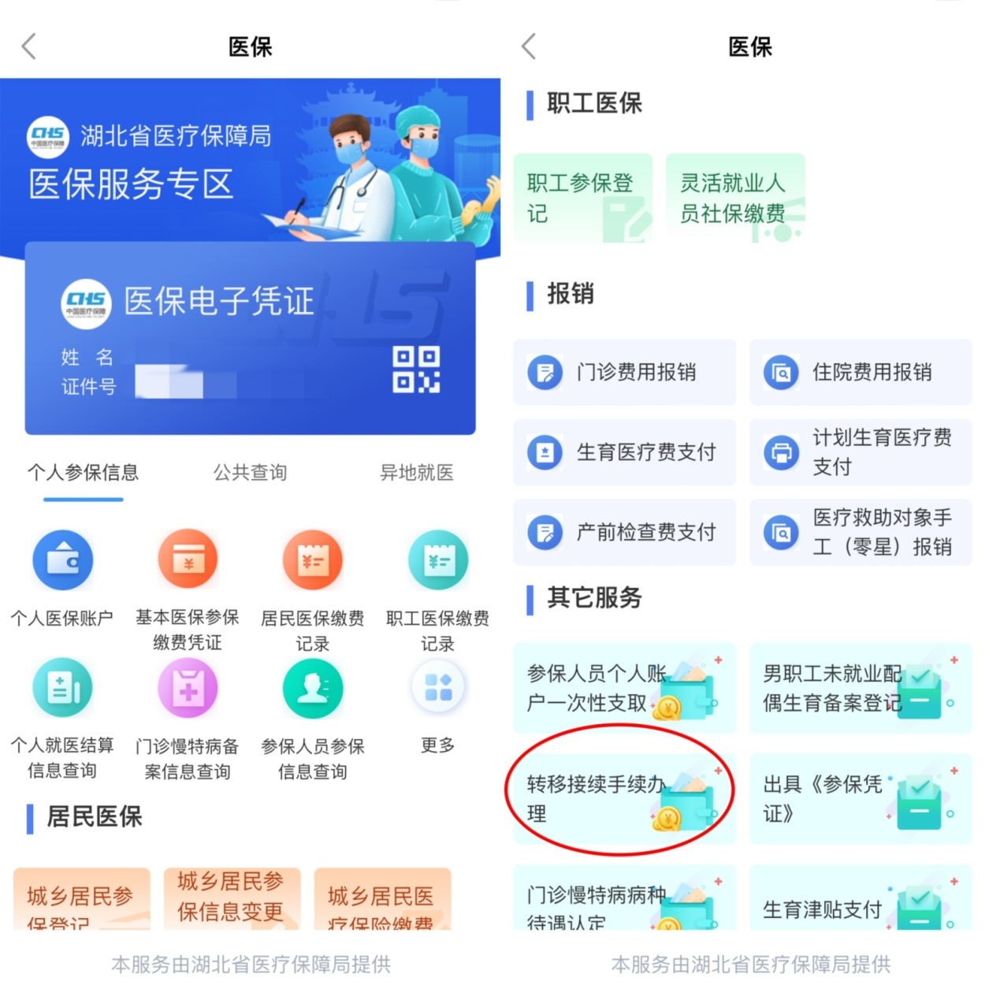 医保
CHS
中国医疗保障
湖北省医疗保障局
医保服务专区
CHS
中国医疗保障
医保电子凭证
CHS
姓 名
证件号
个人参保信息
公共查询
异地就医
个人医保账户
基本医保参保
缴费凭证
居民医保缴费
记录
职工医保缴费
记录
个人就医结算
信息查询
门诊慢特病备
案信息查询
参保人员参保
信息查询
更多
居民医保
城乡居民参
保登记
城乡居民参
保信息变更
城乡居民医
疗保险缴费
本服务由湖北省医疗保障局提供
医保
职工医保
职工参保登
记
灵活就业人
员社保缴费
报销
门诊费用报销
住院费用报销
生育医疗费支付
计划生育医疗费
支付
产前检查费支付
医疗救助对象手
工（零星）报销
其它服务
参保人员个人账
户一次性支取
男职工未就业配
偶生育备案登记
转移接续手续办
理
出具《参保凭
证》
门诊慢特病病种
待遇认定
生育津贴支付
本服务由湖北省医疗保障局提供